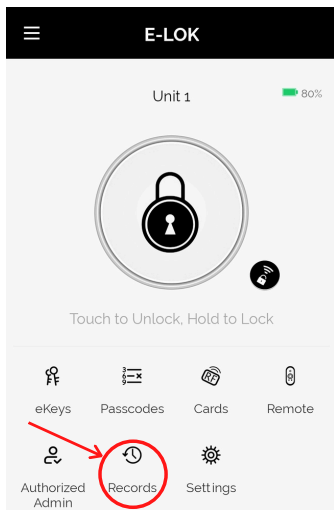 E-LOK
Unit 1
80%
Touch to Unlock, Hold to Lock
eKeys
Passcodes
Cards
Remote
Authorized
Admin
Records
Settings